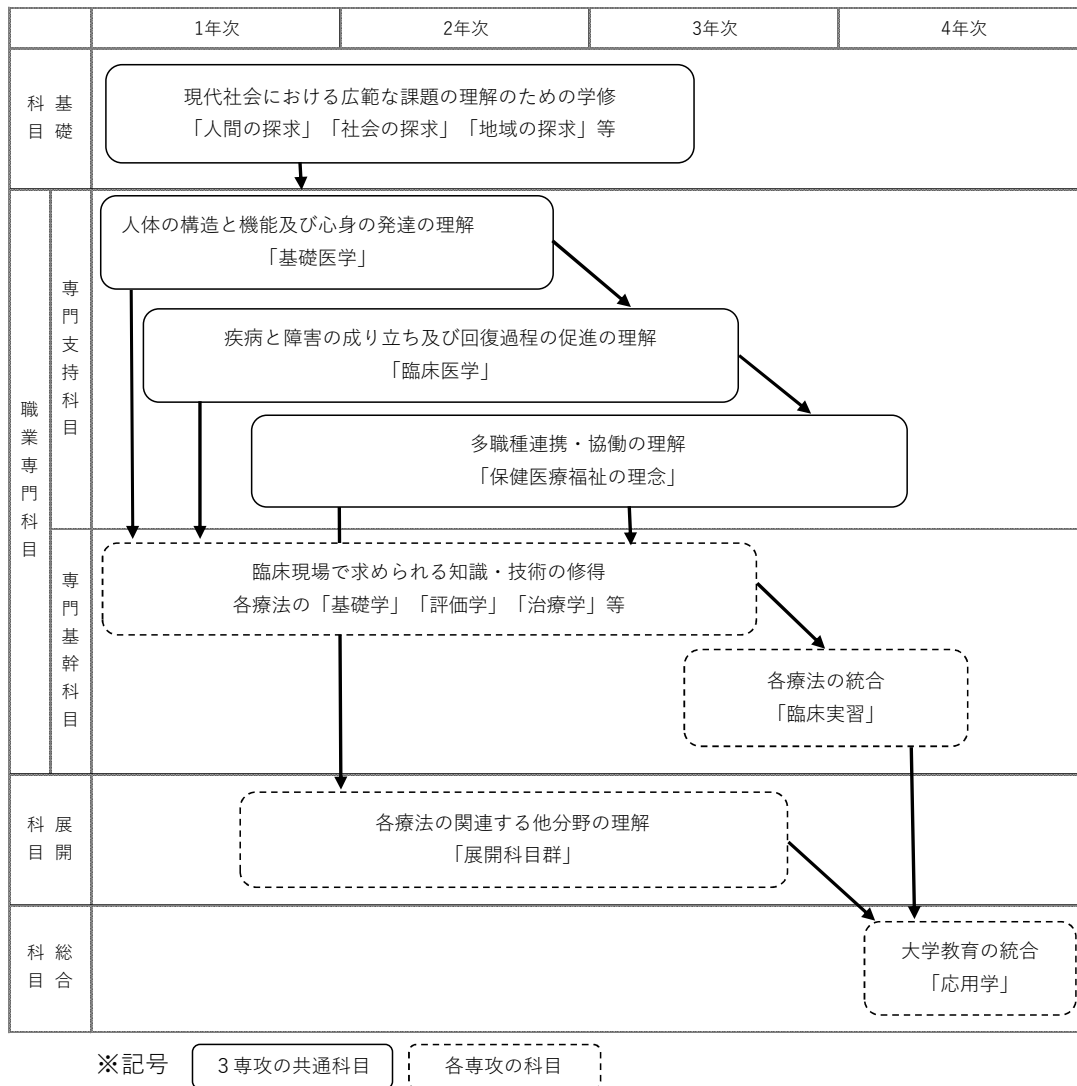 1年次 2年次 3年次 4年次
基礎科目
現代社会における広範な課題の理解のための学修
「人間の探求」「社会の探求」「地域の探求」等
職業専門科目
専門支持科目
人体の構造と機能及び心身の発達の理解
「基礎医学」
疾病と障害の成り立ち及び回復過程の促進の理解
「臨床医学」
多職種連携・協働の理解
「保健医療福祉の理念」
専門基幹科目
臨床現場で求められる知識・技術の修得
各療法の「基礎学」「評価学」「治療学」等
各療法の統合
「臨床実習」
展開科目
各療法の関連する他分野の理解
「展開科目群」
総合科目
大学教育の統合
「応用学」
※記号 3専攻の共通科目 各専攻の科目